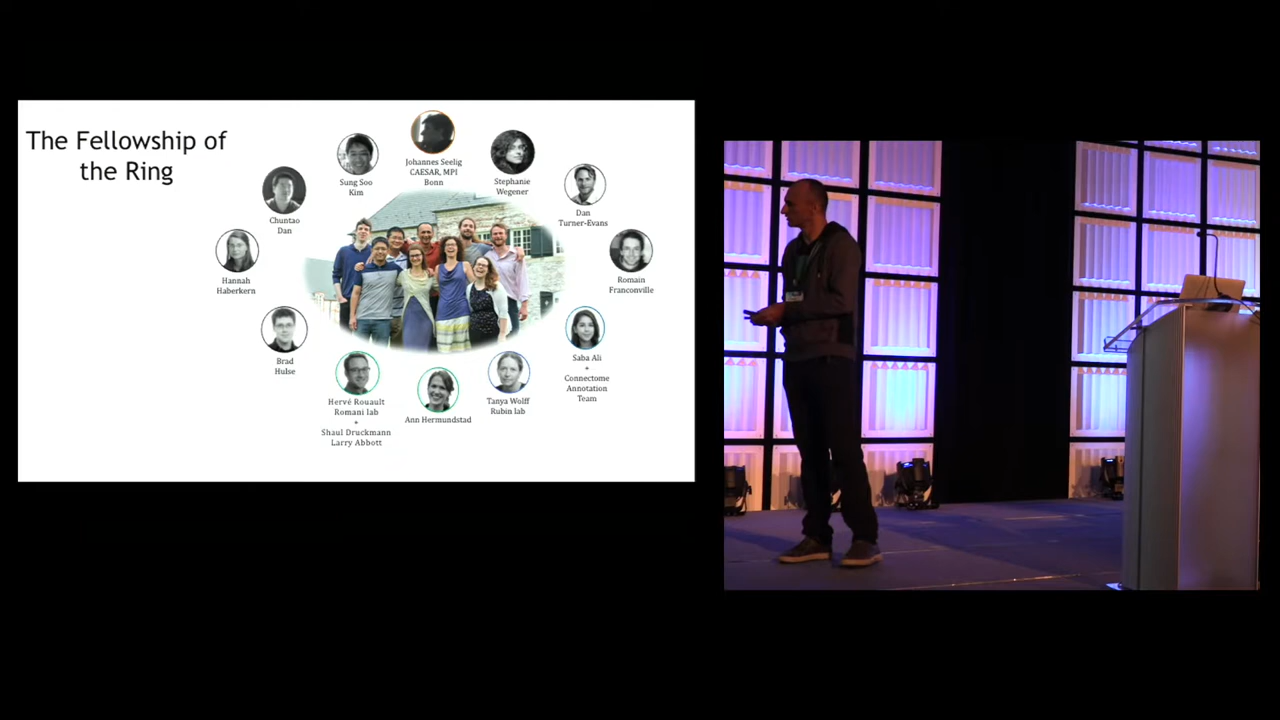 The Fellowship of
the Ring
Johannes Seelig
CAESAR, MPI
Bonn
Sung Soo
Kim
Stephanie
Wegener
Chuntao
Dan
Dan
Turner-Evans
Hannah
Haberkern
Romain
Franconville
Brad
Hulse
Saba Ali
+
Connectome
Annotation
Team
Hervé Rouault
Romani lab
+
Shaul Druckmann
Larry Abbott
Ann Hermundstad
Tanya Wolff
Rubin lab